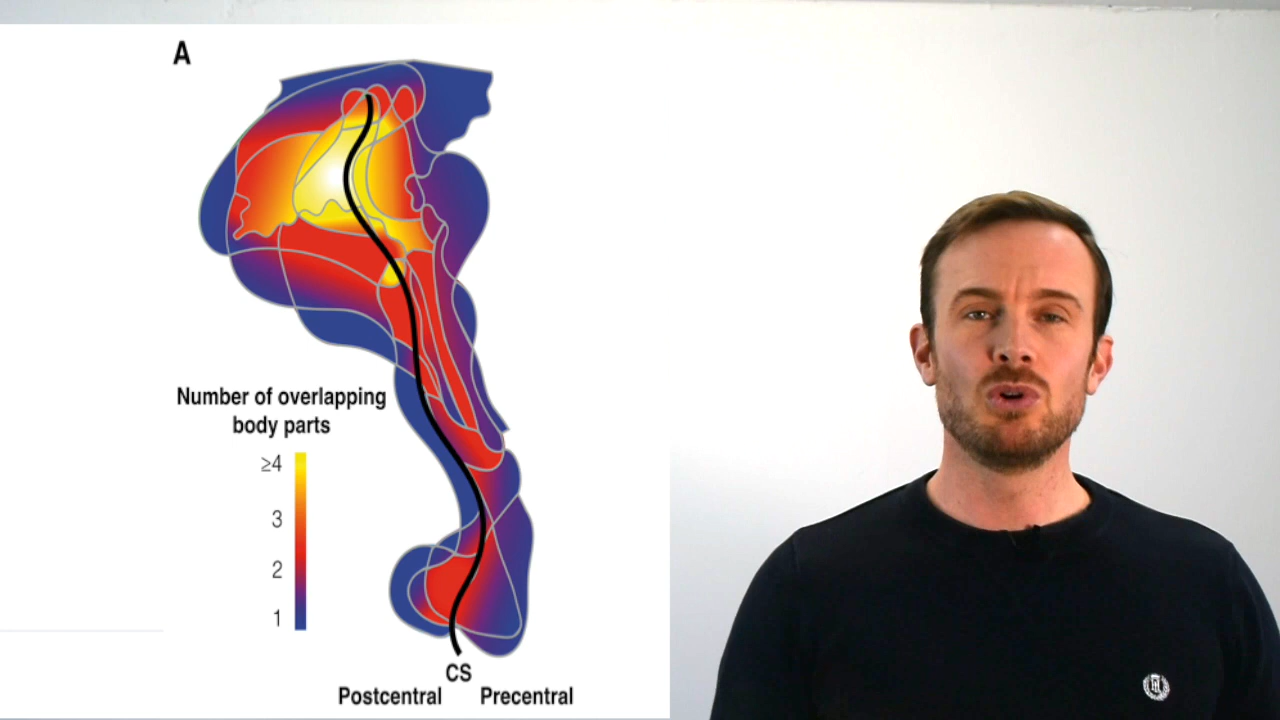 A
Number of overlapping
body parts
≥4
3
2
1
CS
Postcentral
Precentral